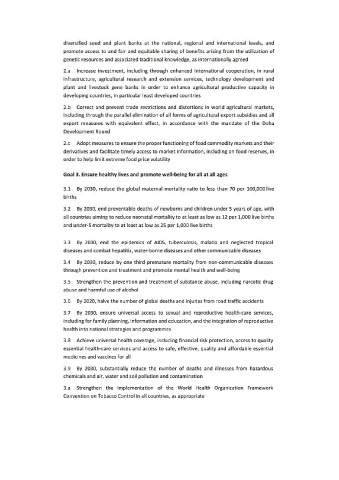 diversified seed and plant banks at the national, regional and international levels, and
promote access to and fair and equitable sharing of benefits arising from the utilization of
genetic resources and associated traditional knowledge, as internationally agreed
2.a Increase investment, including through enhanced international cooperation, in rural
infrastructure, agricultural research and extension services, technology development and
plant and livestock gene banks in order to enhance agricultural productive capacity in
developing countries, in particular least developed countries
2.b Correct and prevent trade restrictions and distortions in world agricultural markets,
including through the parallel elimination of all forms of agricultural export subsidies and all
export measures with equivalent effect, in accordance with the mandate of the Doha
Development Round
2.c Adopt measures to ensure the proper functioning of food commodity markets and their
derivatives and facilitate timely access to market information, including on food reserves, in
order to help limit extreme food price volatility
Goal 3. Ensure healthy lives and promote well-being for all at all ages
3.1 By 2030, reduce the global maternal mortality ratio to less than 70 per 100,000 live
births
3.2 By 2030, end preventable deaths of newborns and children under 5 years of age, with
all countries aiming to reduce neonatal mortality to at least as low as 12 per 1,000 live births
and under-5 mortality to at least as low as 25 per 1,000 live births
3.3 By 2030, end the epidemics of AIDS, tuberculosis, malaria and neglected tropical
diseases and combat hepatitis, water-borne diseases and other communicable diseases
3.4 By 2030, reduce by one third premature mortality from non-communicable diseases
through prevention and treatment and promote mental health and well-being
3.5 Strengthen the prevention and treatment of substance abuse, including narcotic drug
abuse and harmful use of alcohol
3.6 By 2020, halve the number of global deaths and injuries from road traffic accidents
3.7 By 2030, ensure universal access to sexual and reproductive health-care services,
including for family planning, information and education, and the integration of reproductive
health into national strategies and programmes
3.8 Achieve universal health coverage, including financial risk protection, access to quality
essential health-care services and access to safe, effective, quality and affordable essential
medicines and vaccines for all
3.9 By 2030, substantially reduce the number of deaths and illnesses from hazardous
chemicals and air, water and soil pollution and contamination
3.a Strengthen the implementation of the World Health Organization Framework
Convention on Tobacco Control in all countries, as appropriate